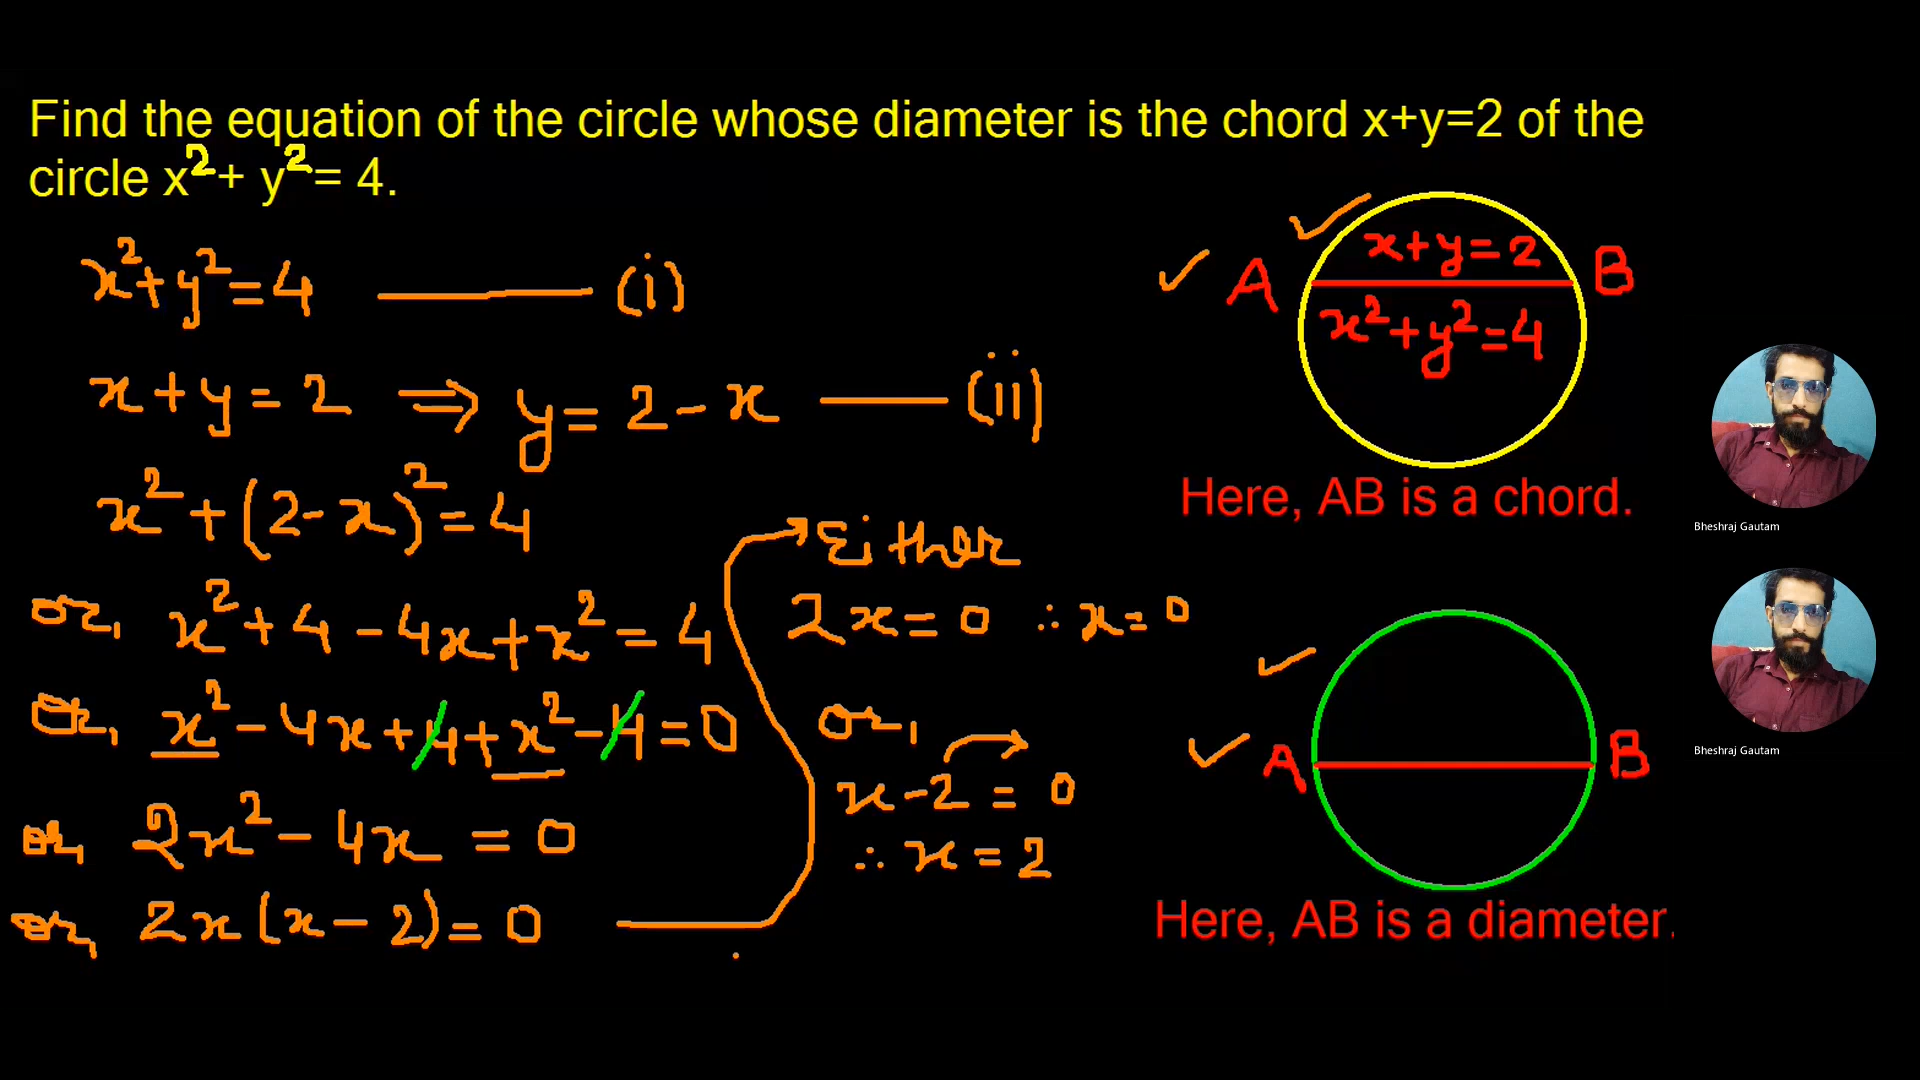 Find the equation of the circle whose diameter is the chord x+y=2 of the
circle x²+ y²= 4.
x²+y²=4 —— (i)
x+y=2 ⇒ y=2-x —— (ii)
x²+(2-x)²=4
or, x²+4-4x+x²=4
or, x²-4x+4+x²-4=0
or 2x²-4x=0
or, 2x(x-2)=0
Either
2x=0 ∴x=0
or,
x-2=0
∴x=2
A x+y=2 B
x²+y²=4
Here, AB is a chord.
A B
Here, AB is a diameter.
Bheshraj Gautam
Bheshraj Gautam